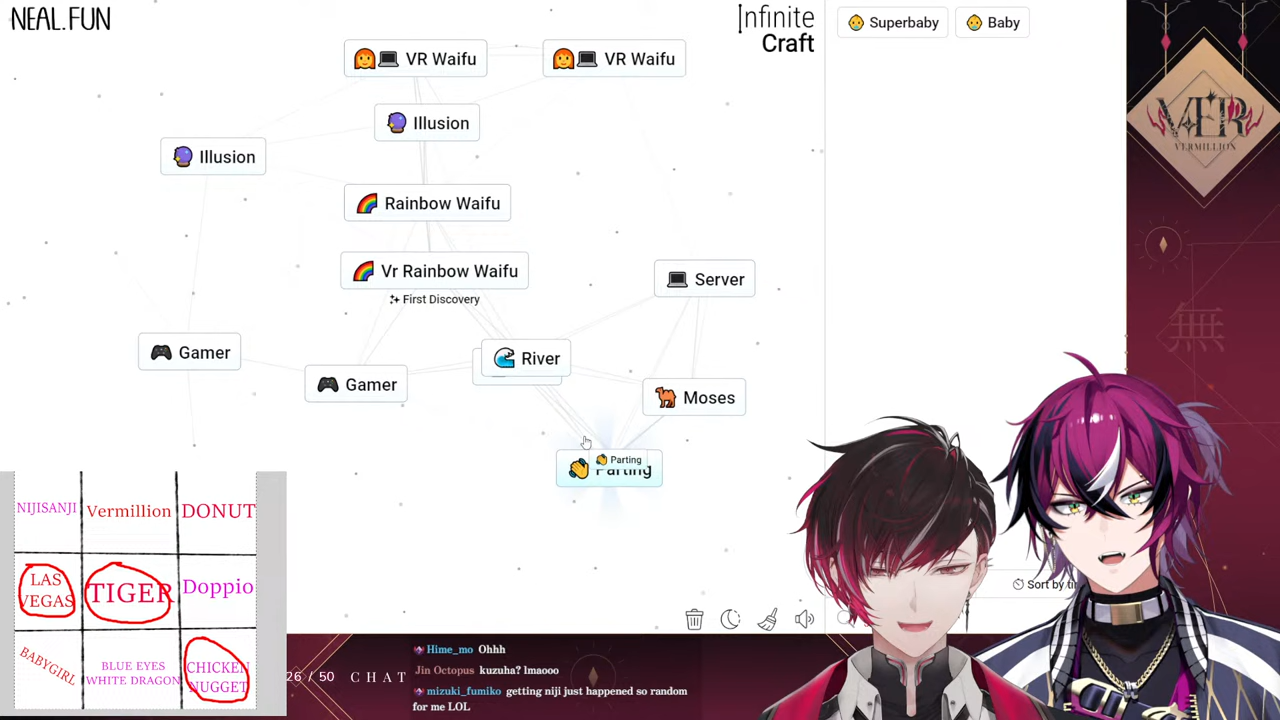 NEAL.FUN
Infinite
Craft
👶 Superbaby
👶 Baby
👩‍🦰💻 VR Waifu
👩‍🦰💻 VR Waifu
🔮 Illusion
🔮 Illusion
🌈 Rainbow Waifu
🌈 Vr Rainbow Waifu
✨ First Discovery
💻 Server
🎮 Gamer
🎮 Gamer
🌊 River
🐫 Moses
👋 Parting
👋 Parting
Sort by
NIJISANJI
Vermillion
DONUT
LAS
VEGAS
TIGER
Doppio
BABYGIRL
BLUE EYES
WHITE DRAGON
CHICKEN
NUGGET
26 / 50
CHAT
Hime_mo Ohhh
Jin Octopus kuzuha? lmaooo
mizuki_fumiko getting niji just happened so random
for me LOL
VER
VERMILLION
無